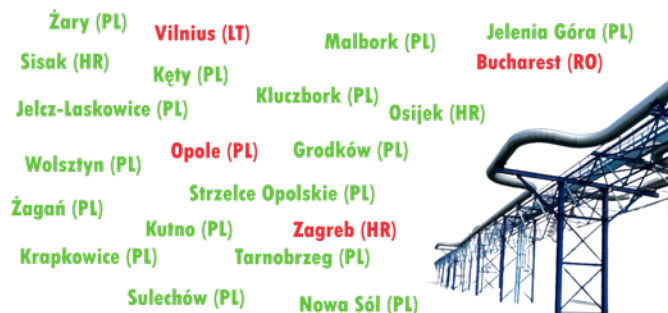 Żary (PL)
Vilnius (LT)
Malbork (PL)
Jelenia Góra (PL)
Sisak (HR)
Kęty (PL)
Bucharest (RO)
Jelcz-Laskowice (PL)
Kluczbork (PL)
Osijek (HR)
Wolsztyn (PL)
Opole (PL)
Grodków (PL)
Żagań (PL)
Strzelce Opolskie (PL)
Kutno (PL)
Zagreb (HR)
Krapkowice (PL)
Tarnobrzeg (PL)
Sulechów (PL)
Nowa Sól (PL)